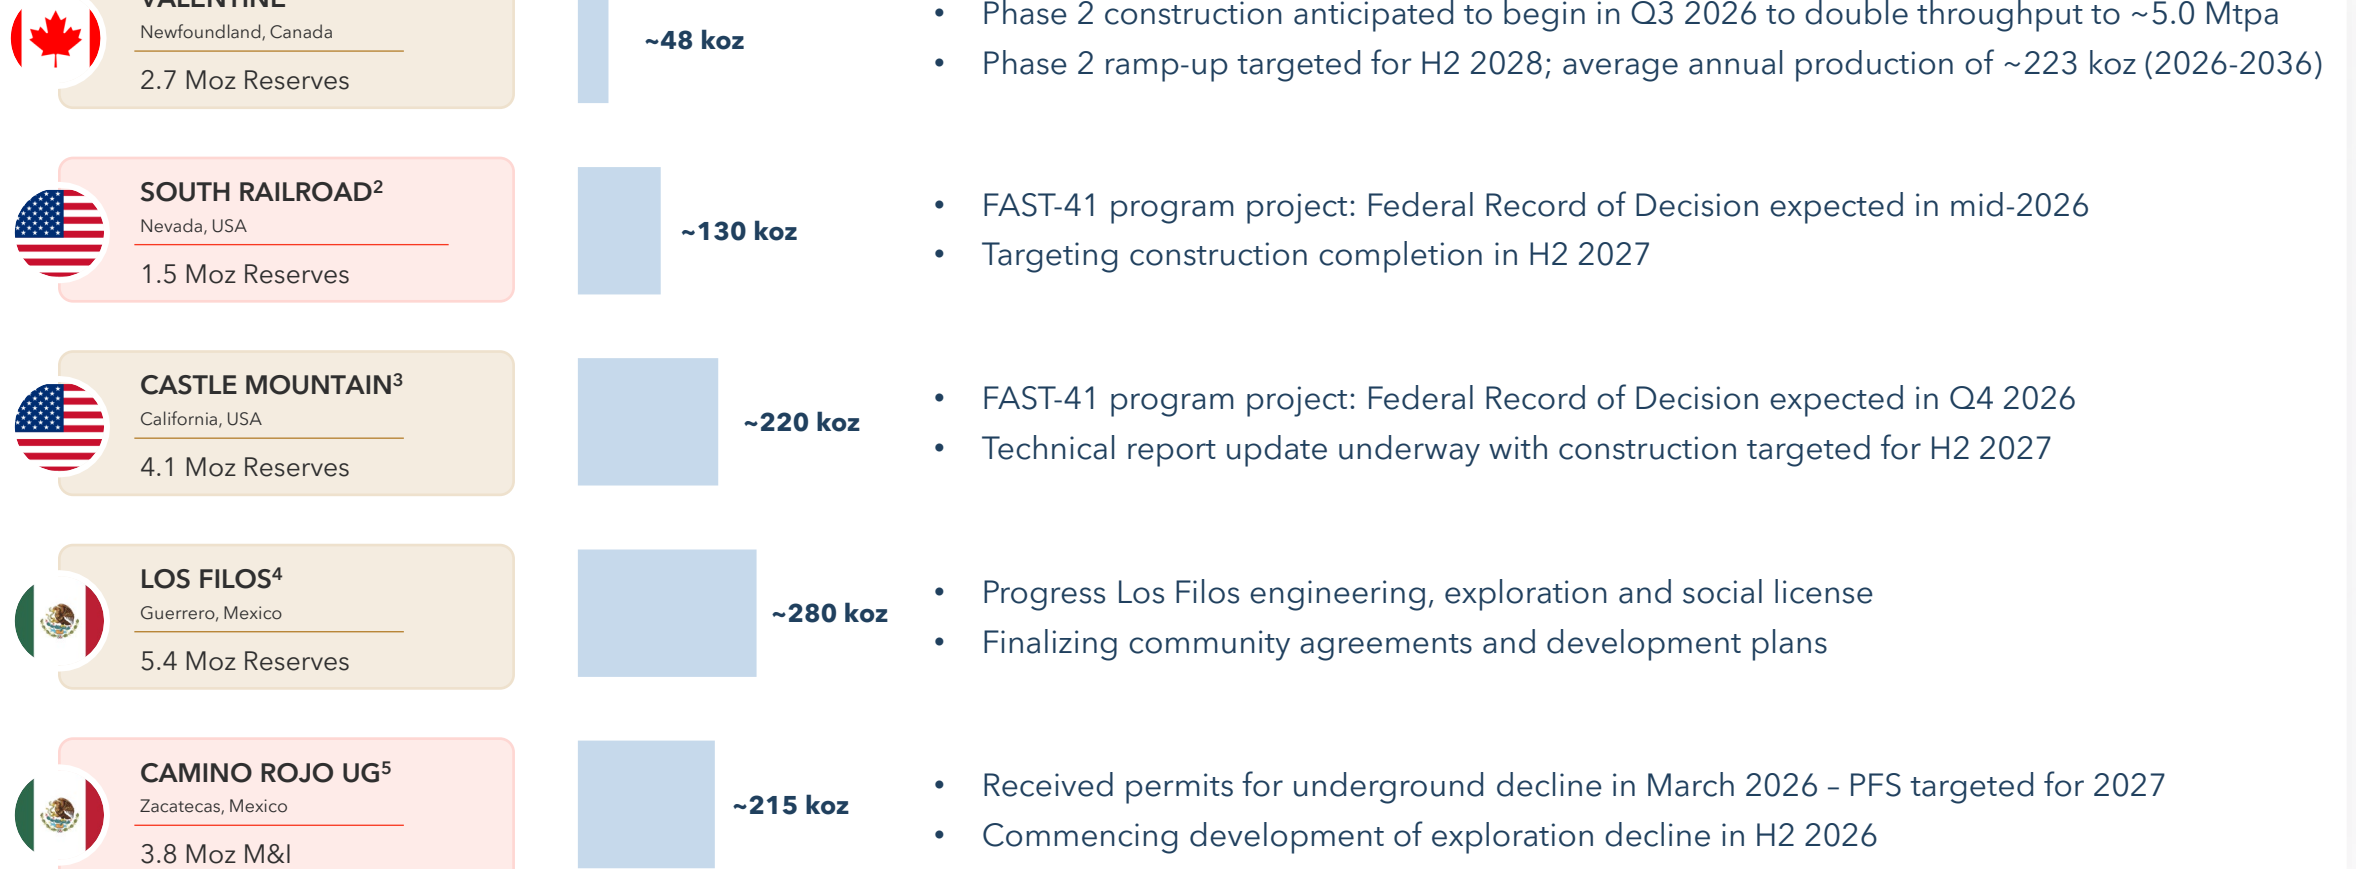 VALENTINE
Newfoundland, Canada
2.7 Moz Reserves
~48 koz
• Phase 2 construction anticipated to begin in Q3 2026 to double throughput to ~5.0 Mtpa
• Phase 2 ramp-up targeted for H2 2028; average annual production of ~223 koz (2026-2036)
SOUTH RAILROAD²
Nevada, USA
1.5 Moz Reserves
~130 koz
• FAST-41 program project: Federal Record of Decision expected in mid-2026
• Targeting construction completion in H2 2027
CASTLE MOUNTAIN³
California, USA
4.1 Moz Reserves
~220 koz
• FAST-41 program project: Federal Record of Decision expected in Q4 2026
• Technical report update underway with construction targeted for H2 2027
LOS FILOS⁴
Guerrero, Mexico
5.4 Moz Reserves
~280 koz
• Progress Los Filos engineering, exploration and social license
• Finalizing community agreements and development plans
CAMINO ROJO UG⁵
Zacatecas, Mexico
3.8 Moz M&I
~215 koz
• Received permits for underground decline in March 2026 – PFS targeted for 2027
• Commencing development of exploration decline in H2 2026